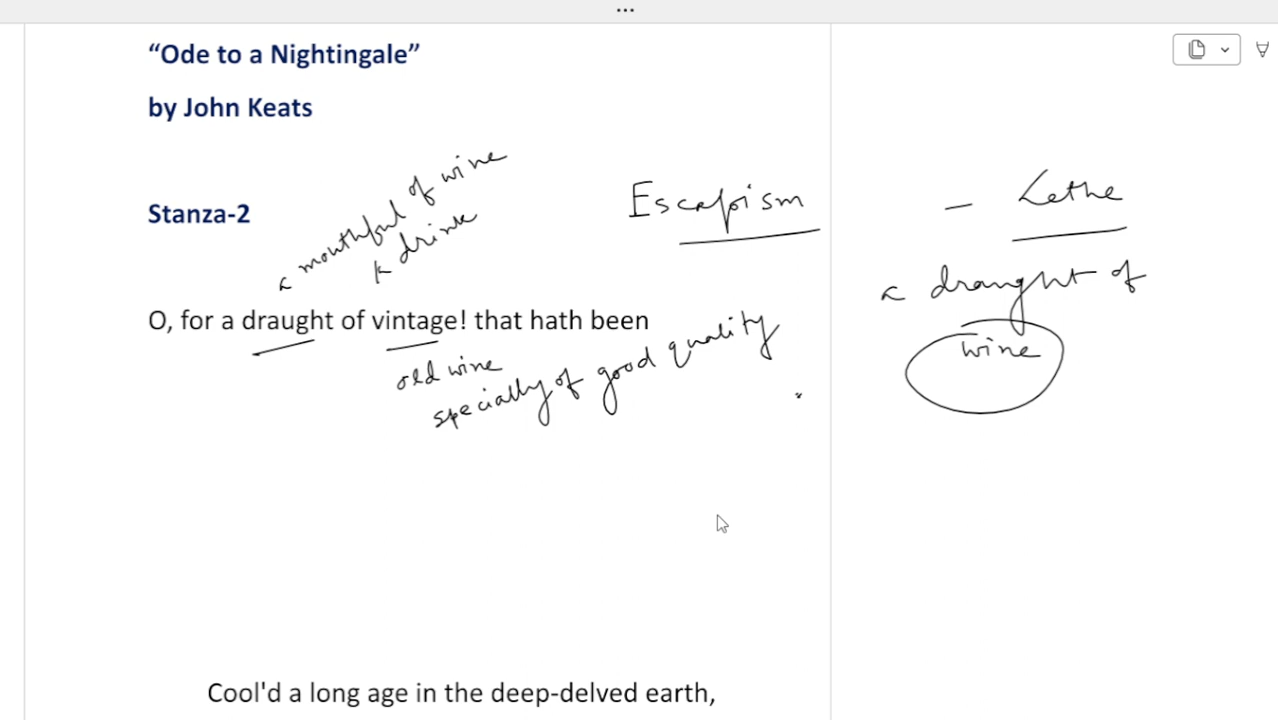 “Ode to a Nightingale”
by John Keats
Stanza-2
a mouthful of wine
to drink
Escapism
– Lethe
a draught of
wine
O, for a draught of vintage! that hath been
old wine
specially of good quality
Cool'd a long age in the deep-delved earth,